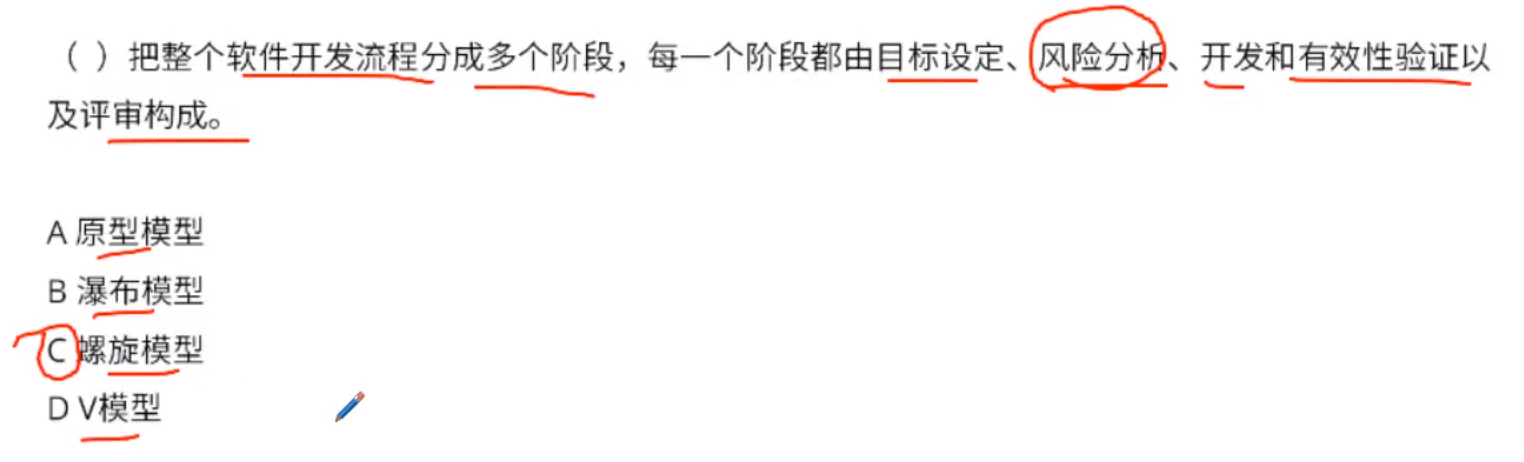 （ ）把整个软件开发流程分成多个阶段，每一个阶段都由目标设定、风险分析、开发和有效性验证以
及评审构成。
A 原型模型
B 瀑布模型
C 螺旋模型
D V模型